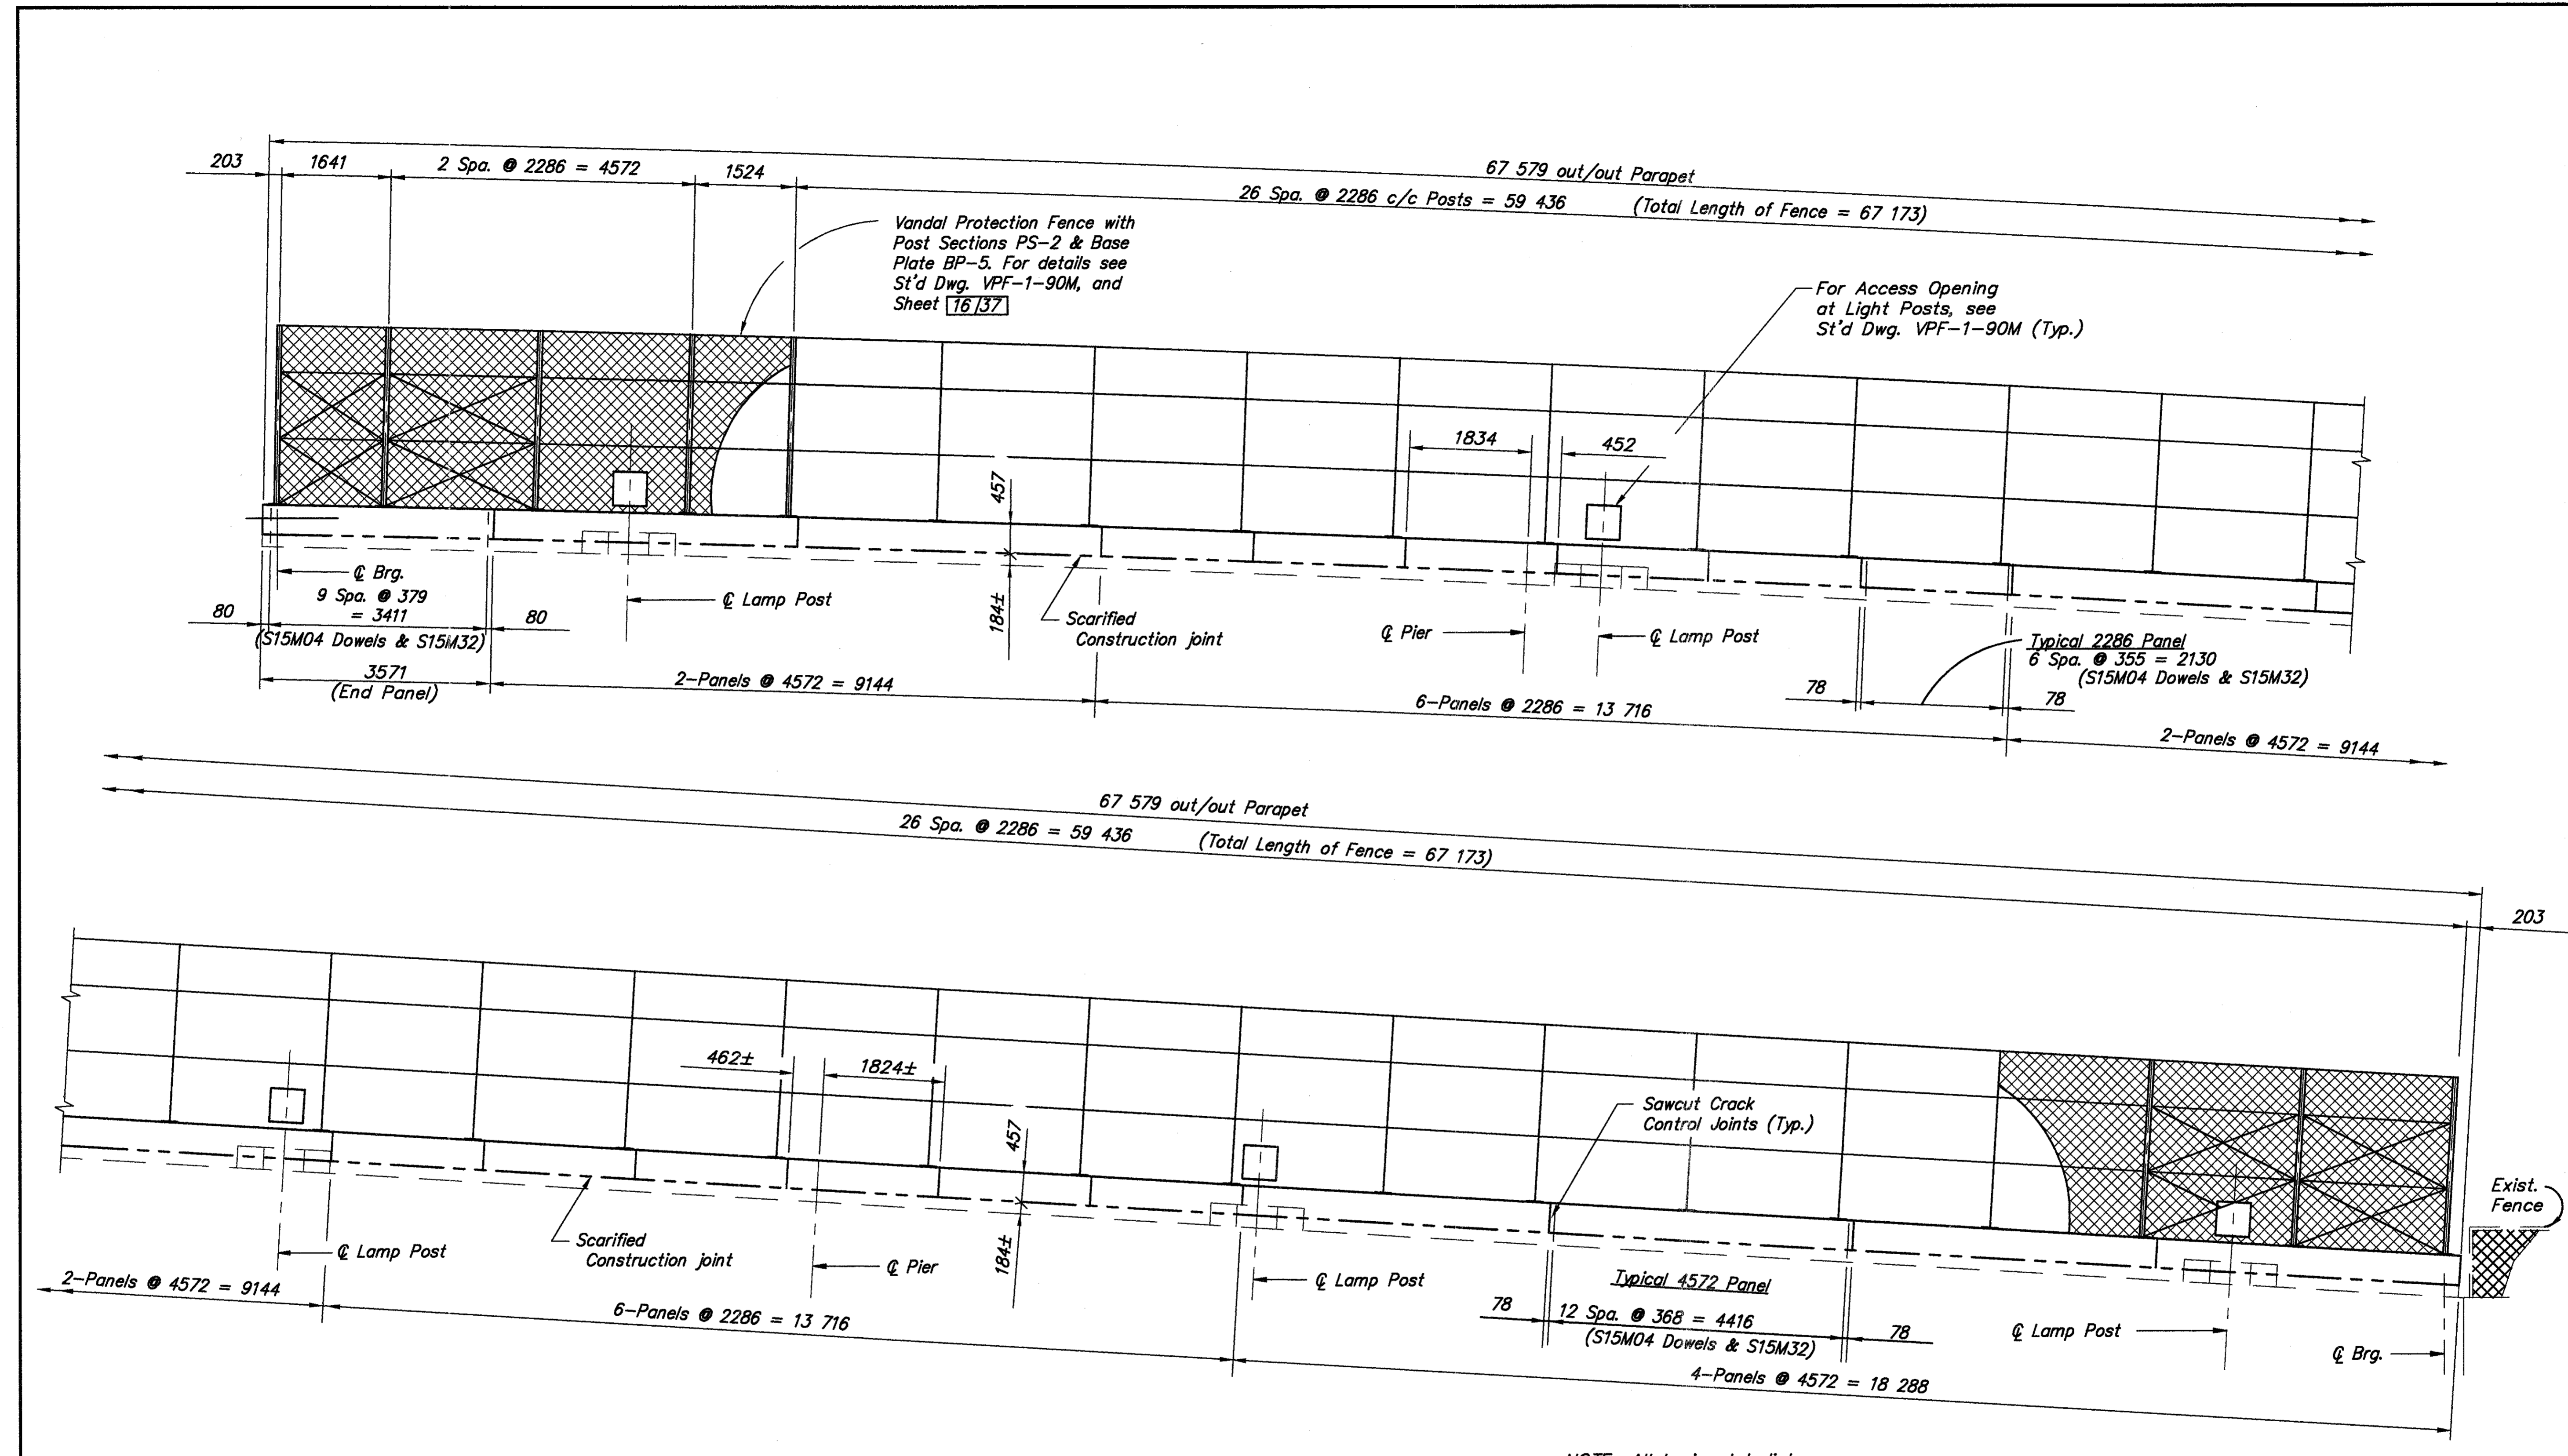 67 579 out/out Parapet
203
1641
2 Spa. @ 2286 = 4572
1524
26 Spa. @ 2286 c/c Posts = 59 436 (Total Length of Fence = 67 173)
Vandal Protection Fence with
Post Sections PS-2 & Base
Plate BP-5. For details see
St'd Dwg. VPF-1-90M, and
Sheet 16/37
For Access Opening
at Light Posts, see
St'd Dwg. VPF-1-90M (Typ.)
1834
452
457
184±
℄ Brg.
9 Spa. @ 379
= 3411
(S15M04 Dowels & S15M32)
80
80
3571
(End Panel)
℄ Lamp Post
Scarified
Construction joint
℄ Pier
℄ Lamp Post
Typical 2286 Panel
6 Spa. @ 355 = 2130
(S15M04 Dowels & S15M32)
78
78
2-Panels @ 4572 = 9144
6-Panels @ 2286 = 13 716
2-Panels @ 4572 = 9144
67 579 out/out Parapet
26 Spa. @ 2286 = 59 436 (Total Length of Fence = 67 173)
203
462±
1824±
457
184±
Sawcut Crack
Control Joints (Typ.)
Exist.
Fence
℄ Lamp Post
Scarified
Construction joint
℄ Pier
℄ Lamp Post
Typical 4572 Panel
12 Spa. @ 368 = 4416
(S15M04 Dowels & S15M32)
78
78
℄ Lamp Post
℄ Brg.
2-Panels @ 4572 = 9144
6-Panels @ 2286 = 13 716
4-Panels @ 4572 = 18 288